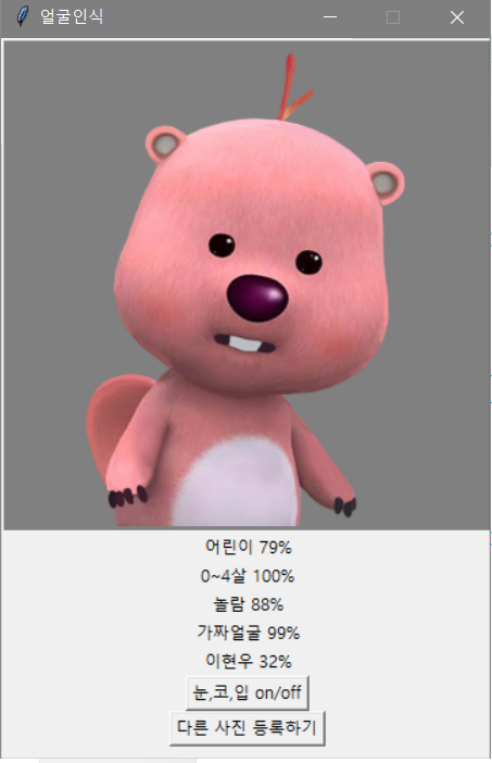 얼굴인식
어린이 79%
0~4살 100%
놀람 88%
가짜얼굴 99%
이현우 32%
눈,코,입 on/off
다른 사진 등록하기